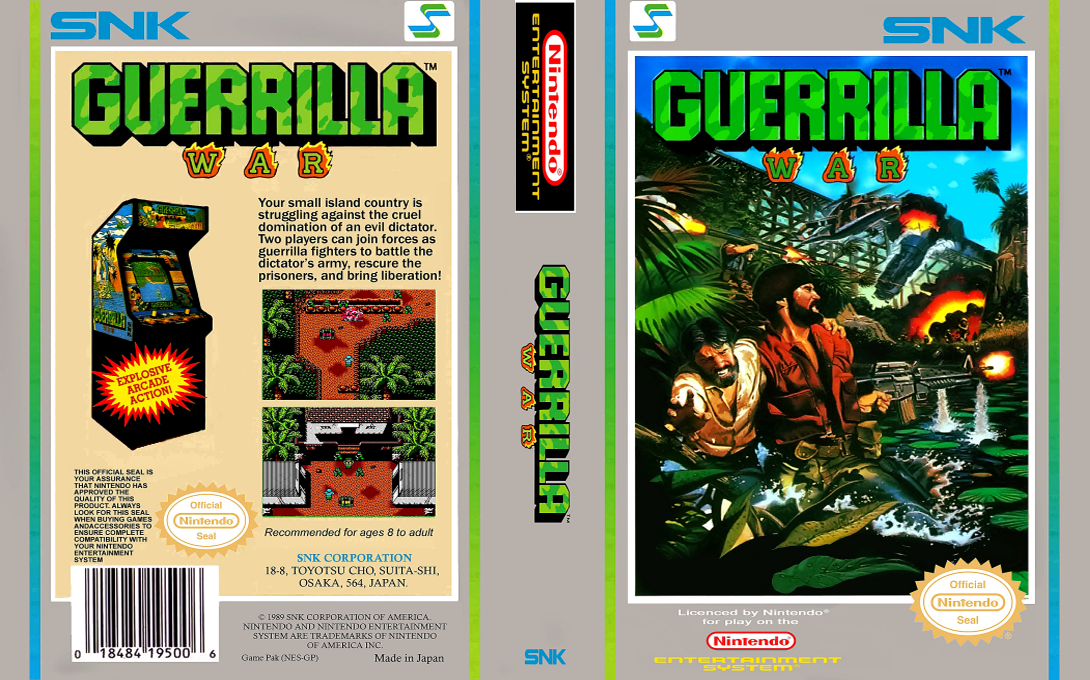 SNK
GUERRILLA™
WAR
Your small island country is
struggling against the cruel
domination of an evil dictator.
Two players can join forces as
guerrilla fighters to battle the
dictator's army, rescue the
prisoners, and bring liberation!
GUERRILLA
EXPLOSIVE
ARCADE
ACTION!
THIS OFFICIAL SEAL IS
YOUR ASSURANCE
THAT NINTENDO HAS
APPROVED THE
QUALITY OF THIS
PRODUCT. ALWAYS
LOOK FOR THIS SEAL
WHEN BUYING GAMES
ANDACCESSORIES TO
ENSURE COMPLETE
COMPATIBILITY WITH
YOUR NINTENDO
ENTERTAINMENT
SYSTEM
Official
Nintendo
Seal
Recommended for ages 8 to adult
SNK CORPORATION
18-8, TOYOTSU CHO, SUITA-SHI,
OSAKA, 564, JAPAN.
0 18484 19500 6
© 1989 SNK CORPORATION OF AMERICA.
NINTENDO AND NINTENDO ENTERTAINMENT
SYSTEM ARE TRADEMARKS OF NINTENDO
OF AMERICA INC.
Game Pak (NES-GP) Made in Japan
Nintendo®
ENTERTAINMENT
SYSTEM®
GUERRILLA™
WAR
SNK
SNK
GUERRILLA™
WAR
Licenced by Nintendo®
for play on the
Nintendo®
ENTERTAINMENT
SYSTEM®
Official
Nintendo
Seal
®